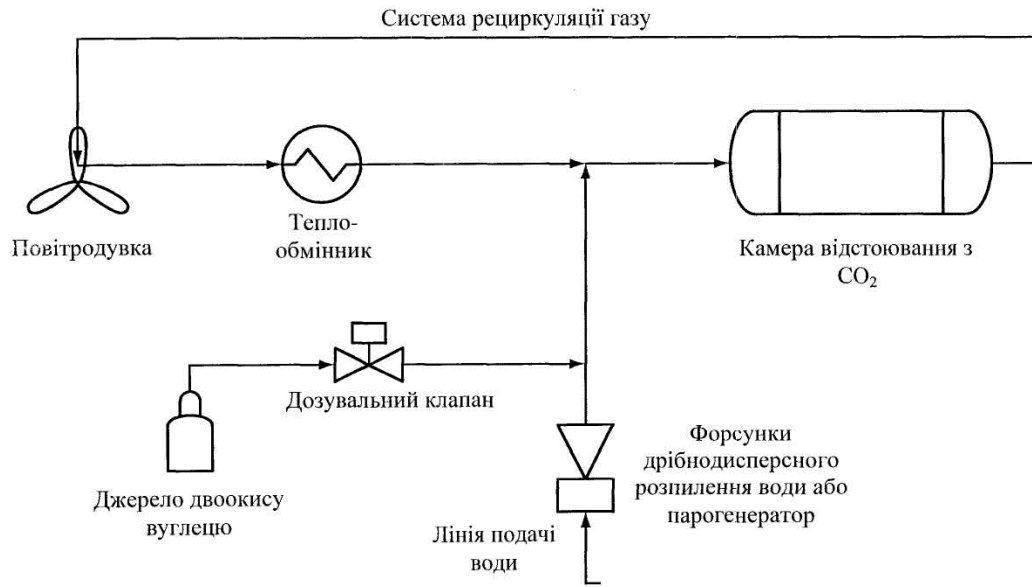 Система рециркуляції газу
Повітродувка
Тепло-
обмінник
Камера відстоювання з
CO₂
Дозувальний клапан
Джерело двоокису
вуглецю
Форсунки
дрібнодисперсного
розпилення води або
парогенератор
Лінія подачі
води